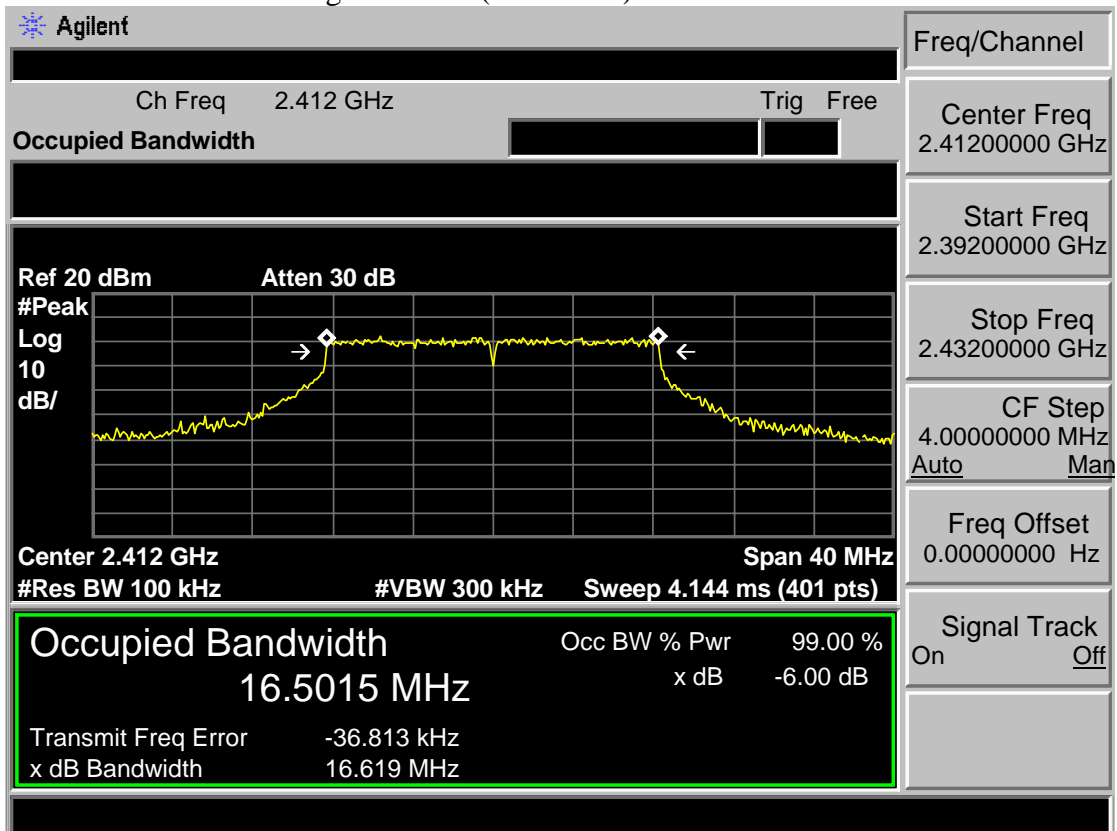 Agilent
Freq/Channel
Ch Freq 2.412 GHz Trig Free
Occupied Bandwidth
Center Freq
2.41200000 GHz
Start Freq
2.39200000 GHz
Stop Freq
2.43200000 GHz
CF Step
4.00000000 MHz
Auto Man
Freq Offset
0.00000000 Hz
Signal Track
On Off
Ref 20 dBm Atten 30 dB
#Peak
Log
10
dB/
Center 2.412 GHz Span 40 MHz
#Res BW 100 kHz #VBW 300 kHz Sweep 4.144 ms (401 pts)
Occupied Bandwidth Occ BW % Pwr 99.00 %
16.5015 MHz x dB -6.00 dB
Transmit Freq Error -36.813 kHz
x dB Bandwidth 16.619 MHz